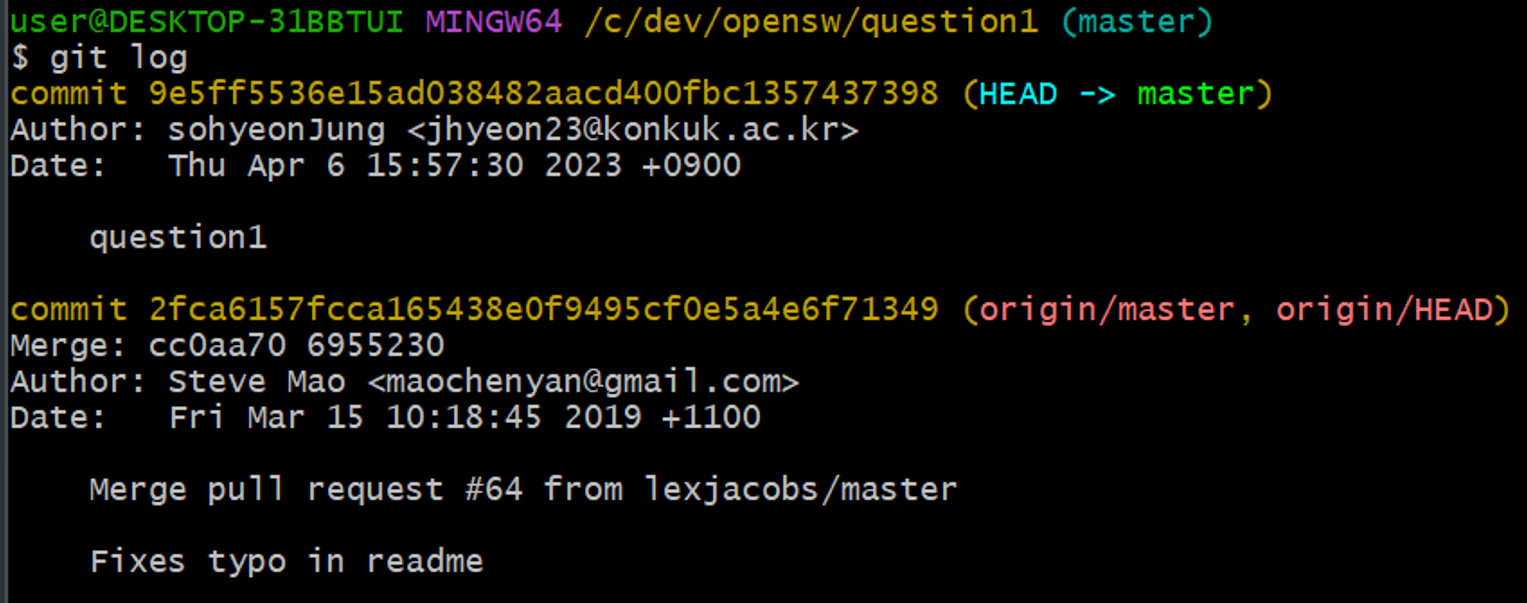 user@DESKTOP-31BBTUI MINGW64 /c/dev/opensw/question1 (master)
$ git log
commit 9e5ff5536e15ad038482aacd400fbc1357437398 (HEAD -> master)
Author: sohyeonJung <jhyeon23@konkuk.ac.kr>
Date:   Thu Apr 6 15:57:30 2023 +0900
    question1
commit 2fca6157fcca165438e0f9495cf0e5a4e6f71349 (origin/master, origin/HEAD)
Merge: cc0aa70 6955230
Author: Steve Mao <maochenyan@gmail.com>
Date:   Fri Mar 15 10:18:45 2019 +1100
    Merge pull request #64 from lexjacobs/master
    Fixes typo in readme